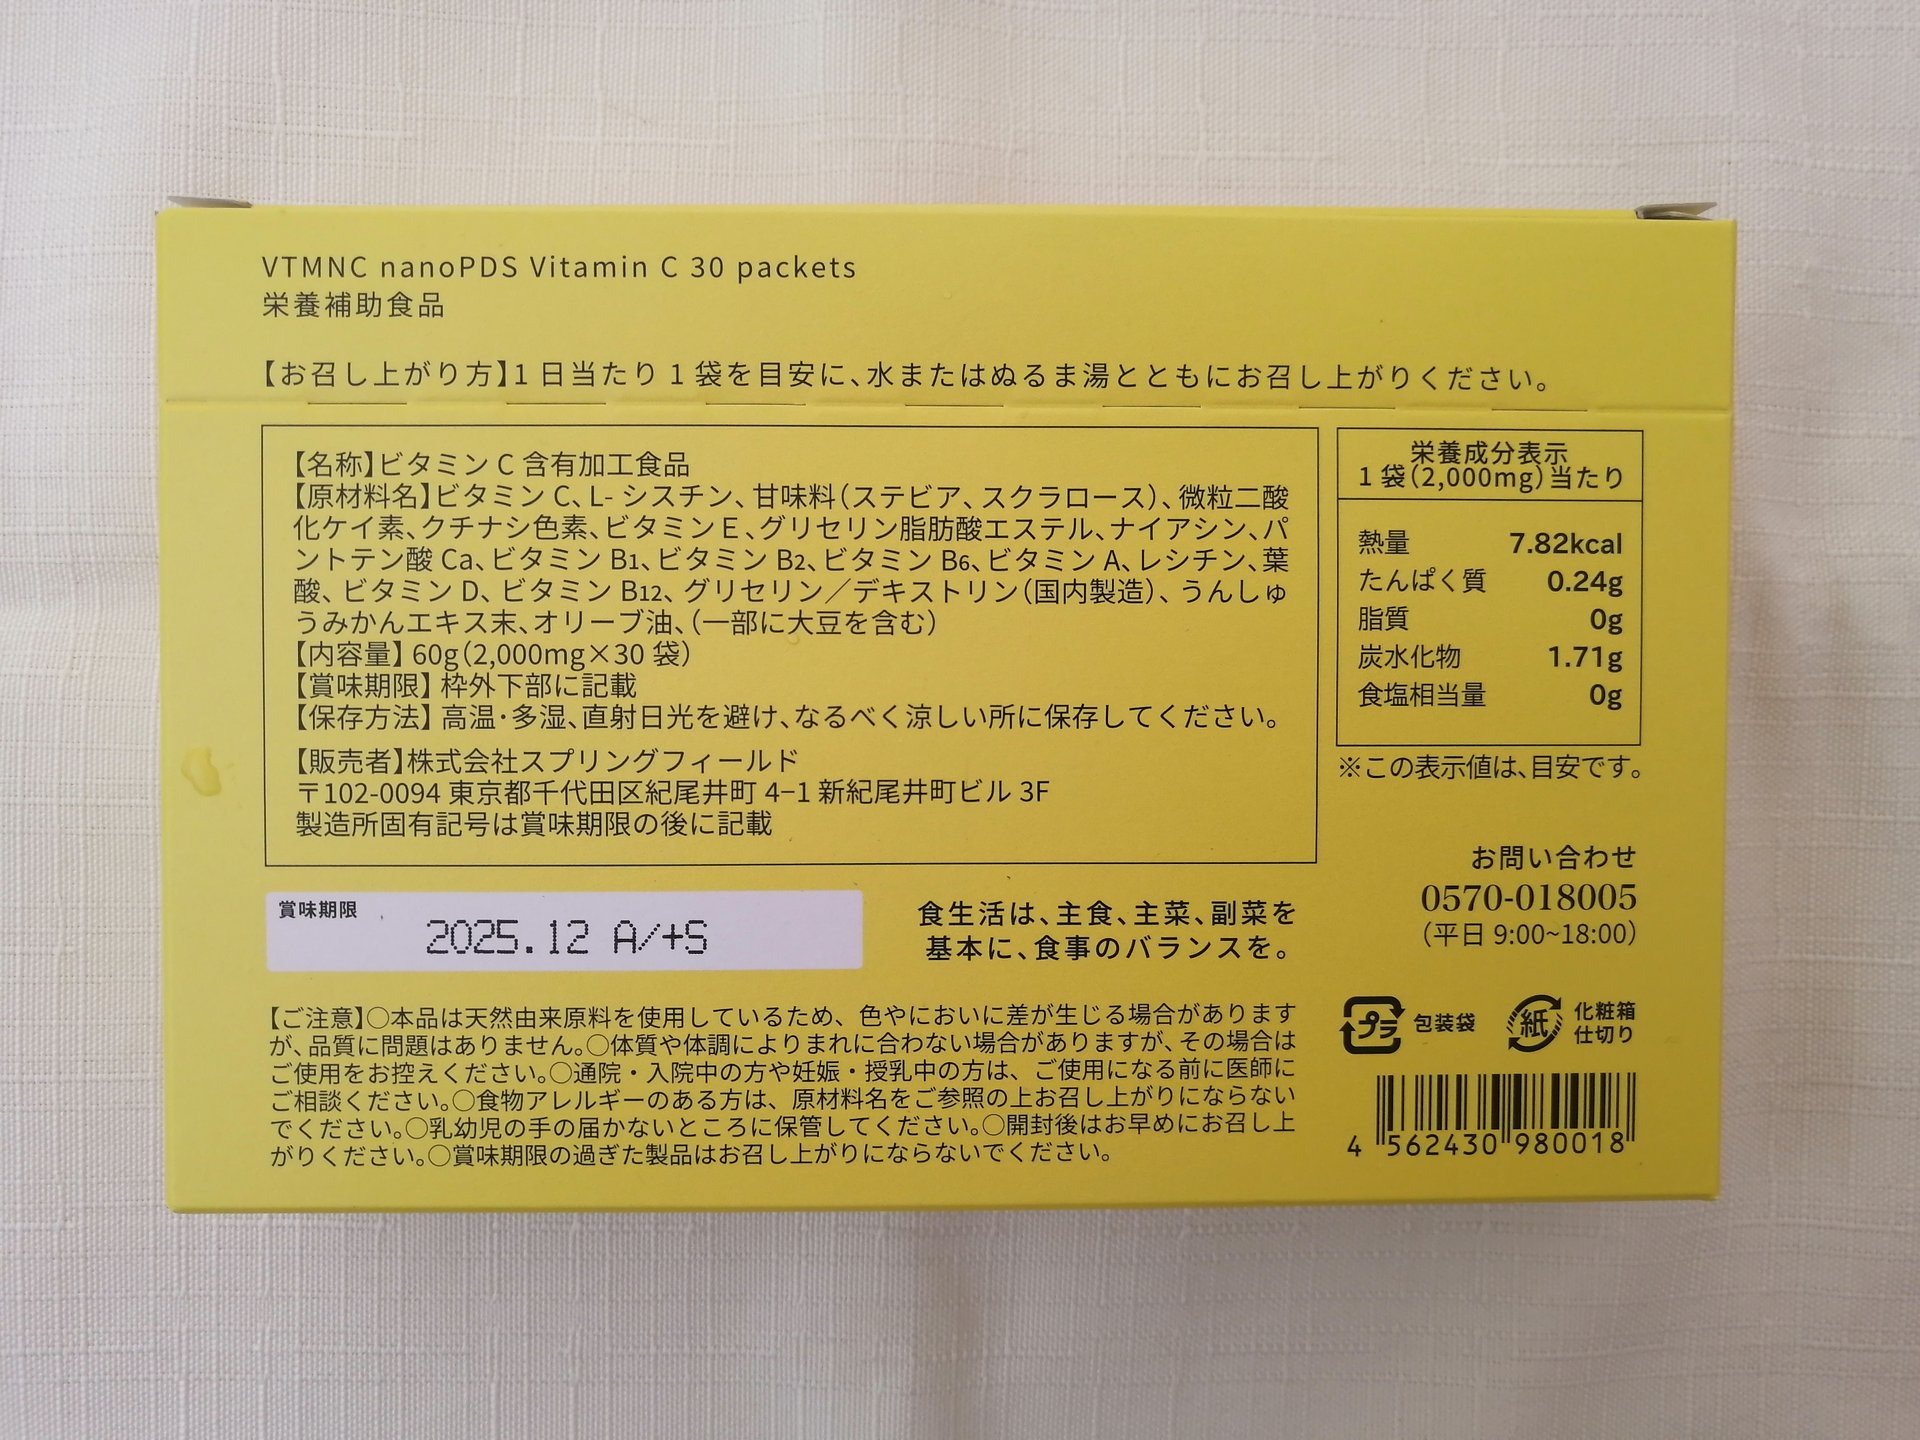 VTMNC nanoPDS Vitamin C 30 packets
栄養補助食品
【お召し上がり方】1 日当たり 1 袋を目安に、水またはぬるま湯とともにお召し上がりください。
【名称】ビタミン C 含有加工食品
【原材料名】ビタミン C、L- シスチン、甘味料（ステビア、スクラロース）、微粒二酸
化ケイ素、クチナシ色素、ビタミン E、グリセリン脂肪酸エステル、ナイアシン、パ
ントテン酸 Ca、ビタミン B1、ビタミン B2、ビタミン B6、ビタミン A、レシチン、葉
酸、ビタミン D、ビタミン B12、グリセリン／デキストリン（国内製造）、うんしゅ
うみかんエキス末、オリーブ油、（一部に大豆を含む）
【内容量】 60g（2,000mg×30 袋）
【賞味期限】 枠外下部に記載
【保存方法】 高温・多湿、直射日光を避け、なるべく涼しい所に保存してください。
【販売者】株式会社スプリングフィールド
〒102-0094 東京都千代田区紀尾井町 4−1 新紀尾井町ビル 3F
製造所固有記号は賞味期限の後に記載
栄養成分表示
1 袋（2,000mg）当たり
熱量 7.82kcal
たんぱく質 0.24g
脂質 0g
炭水化物 1.71g
食塩相当量 0g
※この表示値は、目安です。
賞味期限
2025.12 A/+S
食生活は、主食、主菜、副菜を
基本に、食事のバランスを。
お問い合わせ
0570-018005
（平日 9:00~18:00）
【ご注意】○本品は天然由来原料を使用しているため、色やにおいに差が生じる場合があります
が、品質に問題はありません。○体質や体調によりまれに合わない場合がありますが、その場合は
ご使用をお控えください。○通院・入院中の方や妊娠・授乳中の方は、ご使用になる前に医師に
ご相談ください。○食物アレルギーのある方は、原材料名をご参照の上お召し上がりにならない
でください。○乳幼児の手の届かないところに保管してください。○開封後はお早めにお召し上
がりください。○賞味期限の過ぎた製品はお召し上がりにならないでください。
プラ 包装袋
紙 化粧箱
仕切り
4 562430 980018